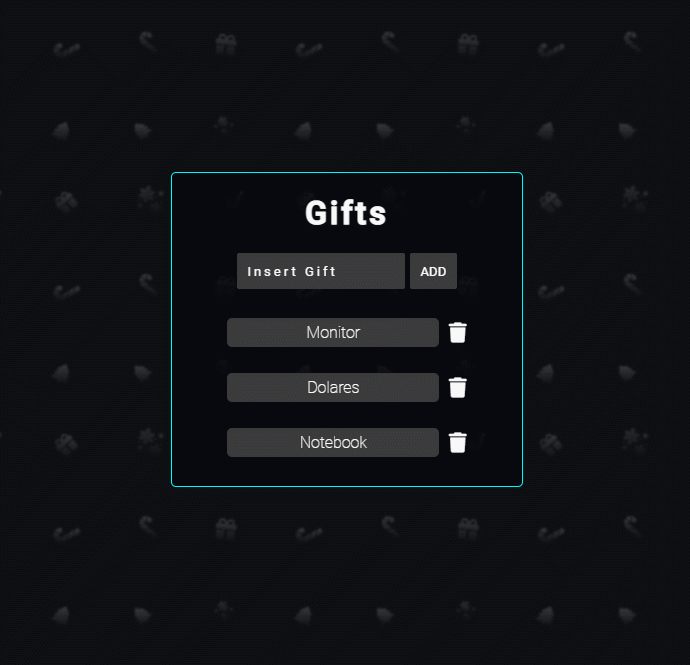 Gifts
Insert Gift ADD
Monitor
Dolares
Notebook